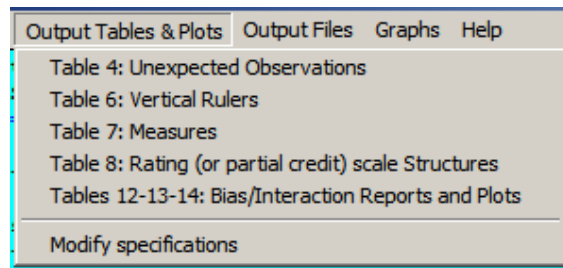 Output Tables & Plots Output Files Graphs Help
Table 4: Unexpected Observations
Table 6: Vertical Rulers
Table 7: Measures
Table 8: Rating (or partial credit) scale Structures
Tables 12-13-14: Bias/Interaction Reports and Plots
Modify specifications